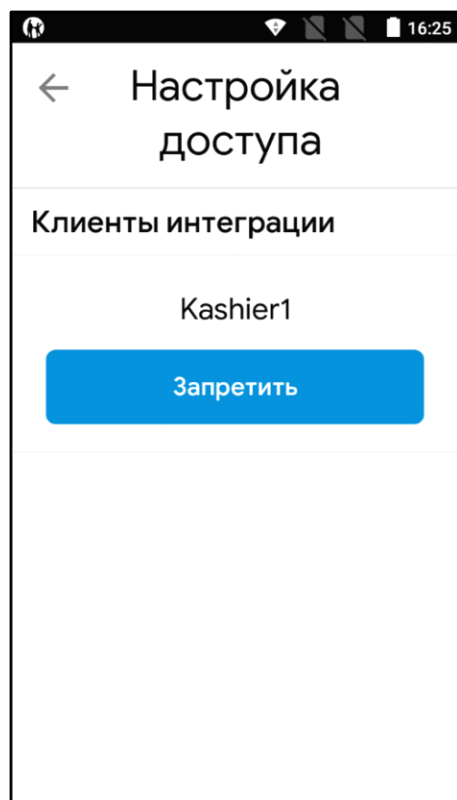 16:25
Настройка
доступа
Клиенты интеграции
Kashier1
Запретить